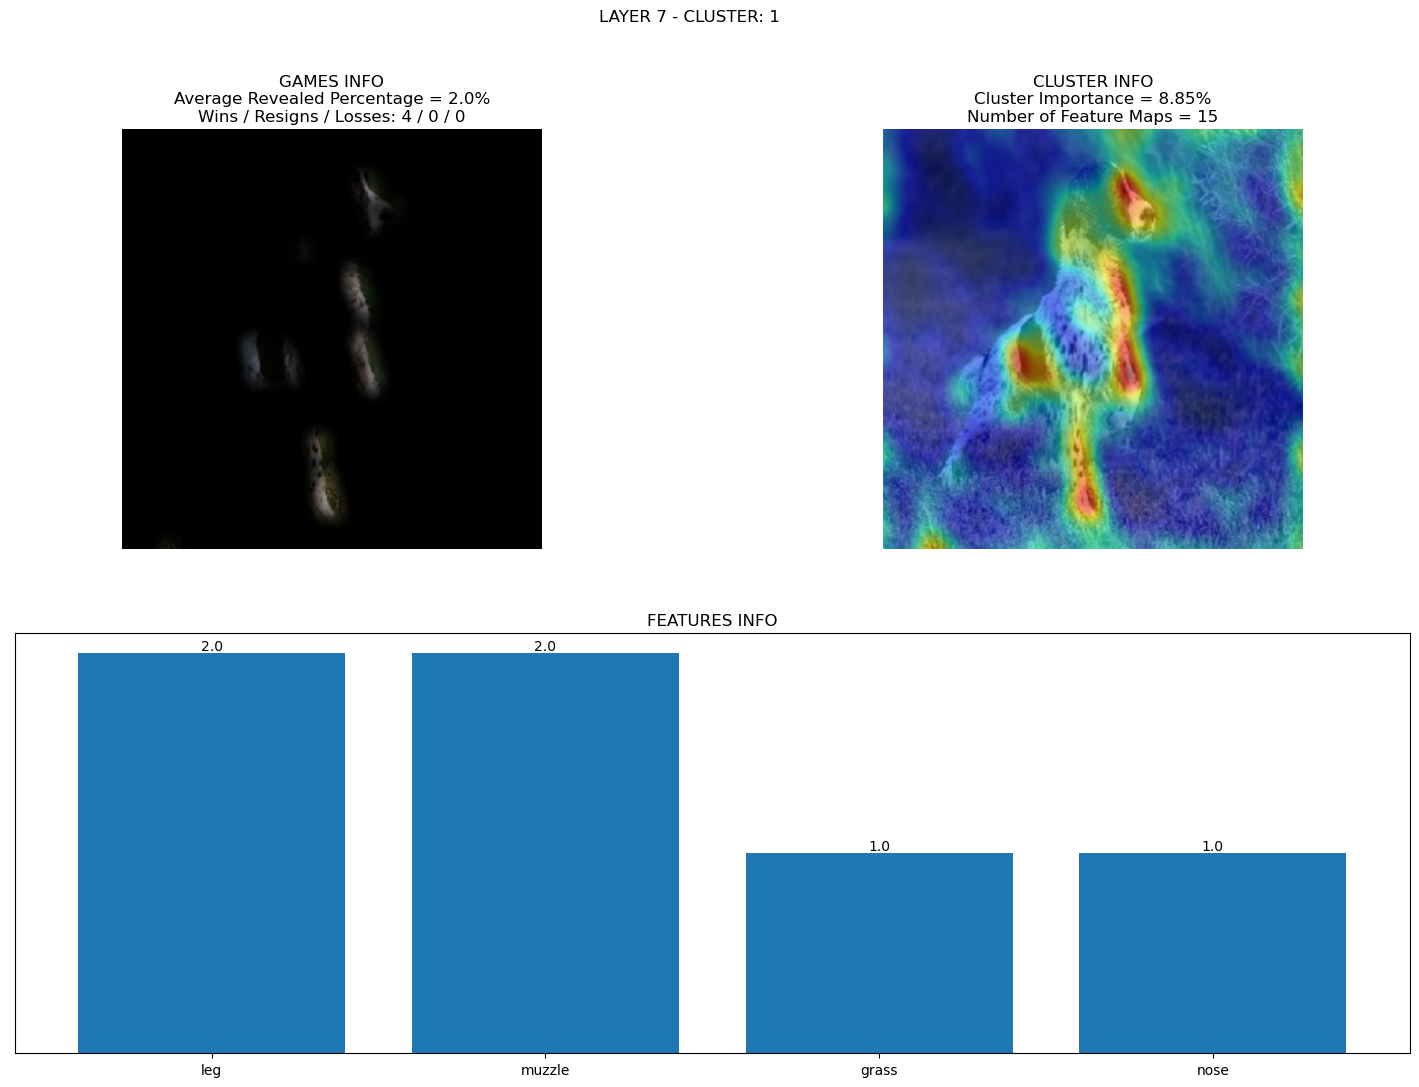 LAYER 7 - CLUSTER: 1
GAMES INFO
Average Revealed Percentage = 2.0%
Wins / Resigns / Losses: 4 / 0 / 0
CLUSTER INFO
Cluster Importance = 8.85%
Number of Feature Maps = 15
FEATURES INFO
2.0
2.0
1.0
1.0
leg
muzzle
grass
nose